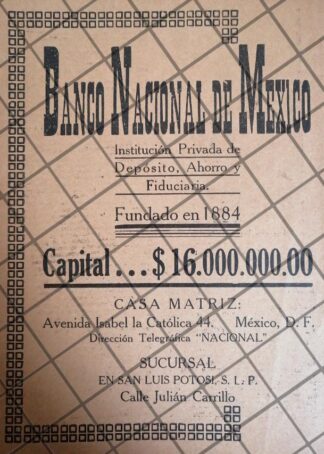 BANCO NACIONAL DE MEXICO
Institución Privada de
Depósito, Ahorro y
Fiduciaria.
Fundado en 1884
Capital... $ 16.000.000.00
CASA MATRIZ:
Avenida Isabel la Católica 44. México, D. F.
Dirección Telegráfica "NACIONAL"
SUCURSAL
EN SAN LUIS POTOSI, S. L. P.
Calle Julián Carrillo